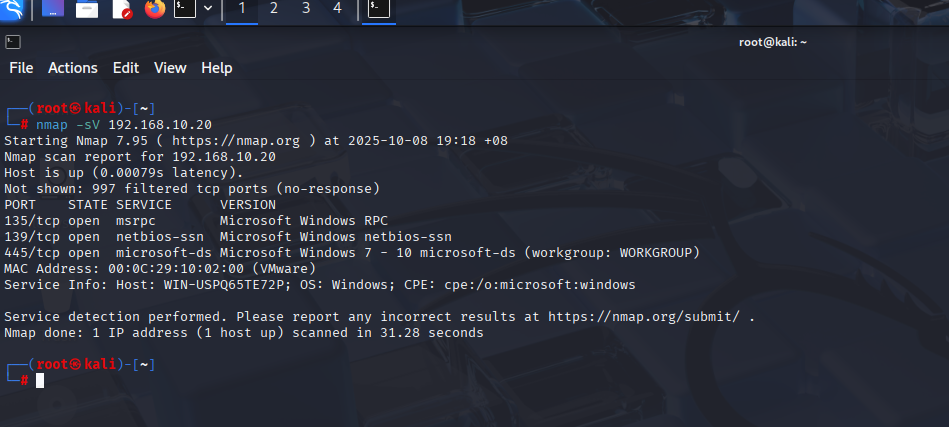 1 2 3 4
root@kali: ~
File Actions Edit View Help
┌──(root㉿kali)-[~]
└─# nmap -sV 192.168.10.20
Starting Nmap 7.95 ( https://nmap.org ) at 2025-10-08 19:18 +08
Nmap scan report for 192.168.10.20
Host is up (0.00079s latency).
Not shown: 997 filtered tcp ports (no-response)
PORT    STATE SERVICE      VERSION
135/tcp open  msrpc        Microsoft Windows RPC
139/tcp open  netbios-ssn  Microsoft Windows netbios-ssn
445/tcp open  microsoft-ds Microsoft Windows 7 - 10 microsoft-ds (workgroup: WORKGROUP)
MAC Address: 00:0C:29:10:02:00 (VMware)
Service Info: Host: WIN-USPQ65TE72P; OS: Windows; CPE: cpe:/o:microsoft:windows
Service detection performed. Please report any incorrect results at https://nmap.org/submit/ .
Nmap done: 1 IP address (1 host up) scanned in 31.28 seconds
┌──(root㉿kali)-[~]
└─#